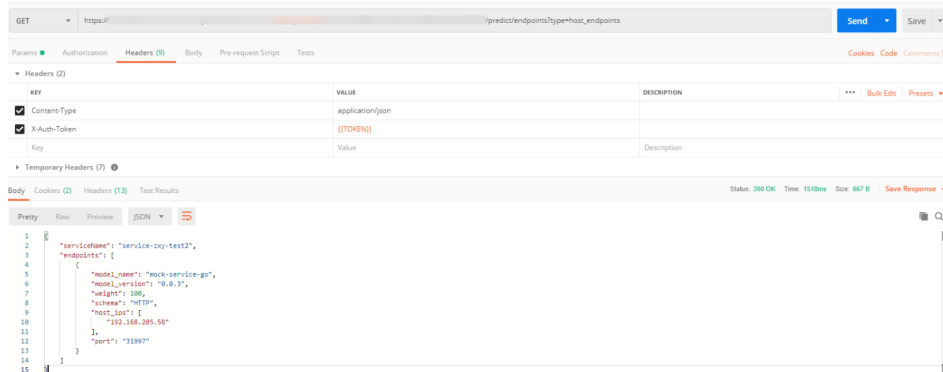 GET https:// /predict/endpoints?type=host_endpoints Send Save
Params Authorization Headers (9) Body Pre-request Script Tests Cookies Code Comments
Headers (2)
KEY VALUE DESCRIPTION ••• Bulk Edit Presets
Content-Type application/json
X-Auth-Token {{TOKEN}}
Key Value Description
Temporary Headers (7)
Body Cookies (2) Headers (13) Test Results Status: 200 OK Time: 1518ms Size: 667 B Save Response
Pretty Raw Preview JSON
1 {
2 "serviceName": "service-zxy-test2",
3 "endpoints": [
4 {
5 "model_name": "mock-service-go",
6 "model_version": "0.0.3",
7 "weight": 100,
8 "schema": "HTTP",
9 "host_ips": [
10 "192.168.205.58"
11 ],
12 "port": "31997"
13 }
14 ]
15 }